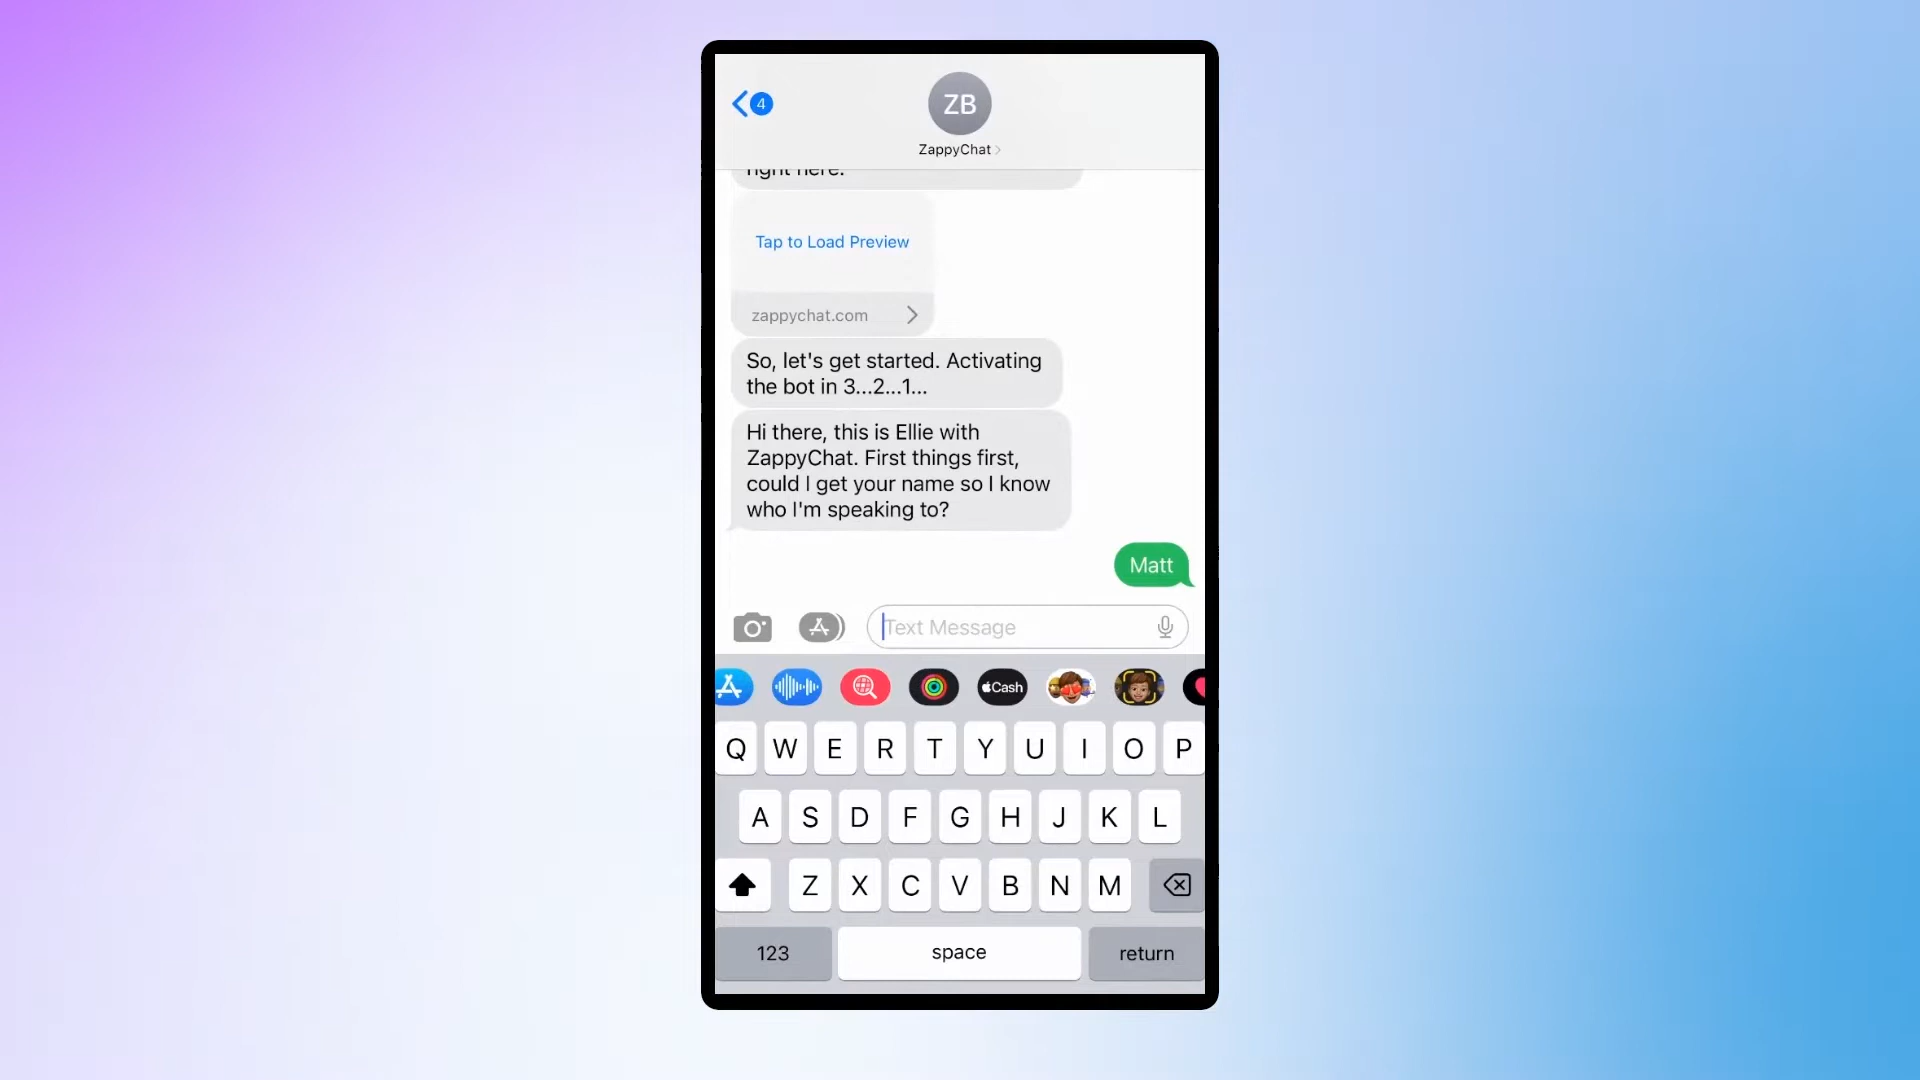 4
ZB
ZappyChat
right here.
Tap to Load Preview
zappychat.com
So, let's get started. Activating
the bot in 3...2...1...
Hi there, this is Ellie with
ZappyChat. First things first,
could I get your name so I know
who I'm speaking to?
Matt
Text Message
Cash
Q W E R T Y U I O P
A S D F G H J K L
Z X C V B N M
123 space return